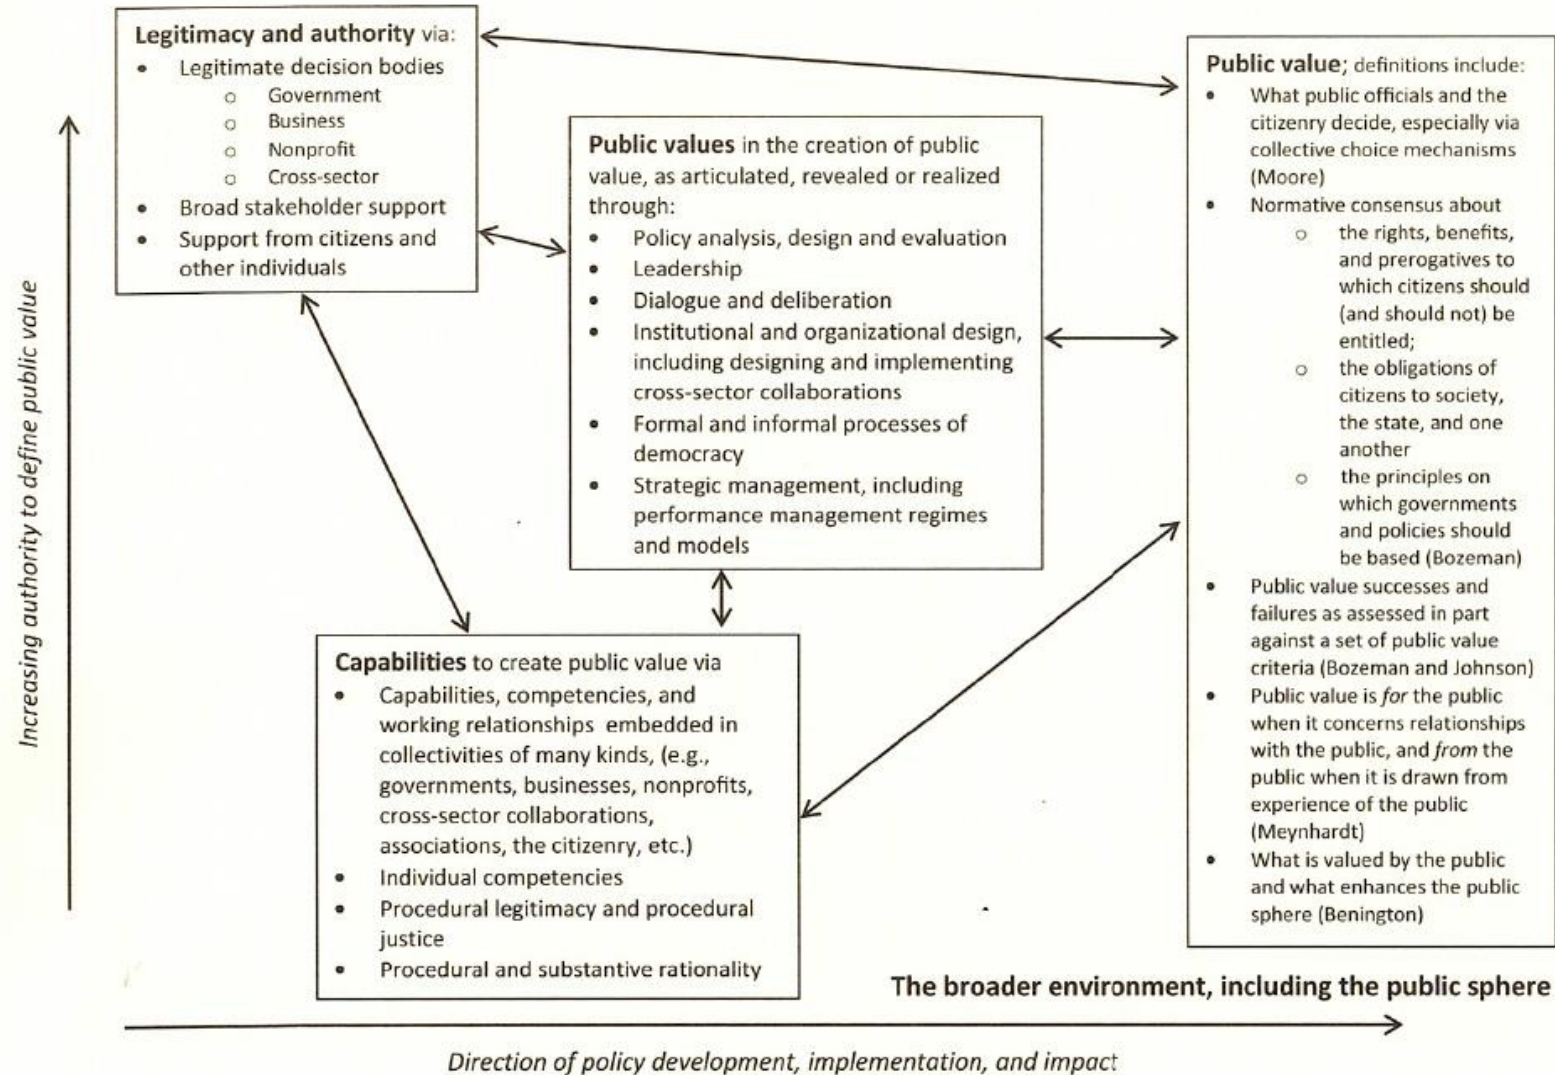 Legitimacy and authority via:
• Legitimate decision bodies
o Government
o Business
o Nonprofit
o Cross-sector
• Broad stakeholder support
• Support from citizens and
other individuals
Public values in the creation of public
value, as articulated, revealed or realized
through:
• Policy analysis, design and evaluation
• Leadership
• Dialogue and deliberation
• Institutional and organizational design,
including designing and implementing
cross-sector collaborations
• Formal and informal processes of
democracy
• Strategic management, including
performance management regimes
and models
Capabilities to create public value via
• Capabilities, competencies, and
working relationships embedded in
collectivities of many kinds, (e.g.,
governments, businesses, nonprofits,
cross-sector collaborations,
associations, the citizenry, etc.)
• Individual competencies
• Procedural legitimacy and procedural
justice
• Procedural and substantive rationality
Public value; definitions include:
• What public officials and the
citizenry decide, especially via
collective choice mechanisms
(Moore)
• Normative consensus about
o the rights, benefits,
and prerogatives to
which citizens should
(and should not) be
entitled;
o the obligations of
citizens to society,
the state, and one
another
o the principles on
which governments
and policies should
be based (Bozeman)
• Public value successes and
failures as assessed in part
against a set of public value
criteria (Bozeman and Johnson)
• Public value is for the public
when it concerns relationships
with the public, and from the
public when it is drawn from
experience of the public
(Meynhardt)
• What is valued by the public
and what enhances the public
sphere (Benington)
The broader environment, including the public sphere
Increasing authority to define public value
Direction of policy development, implementation, and impact